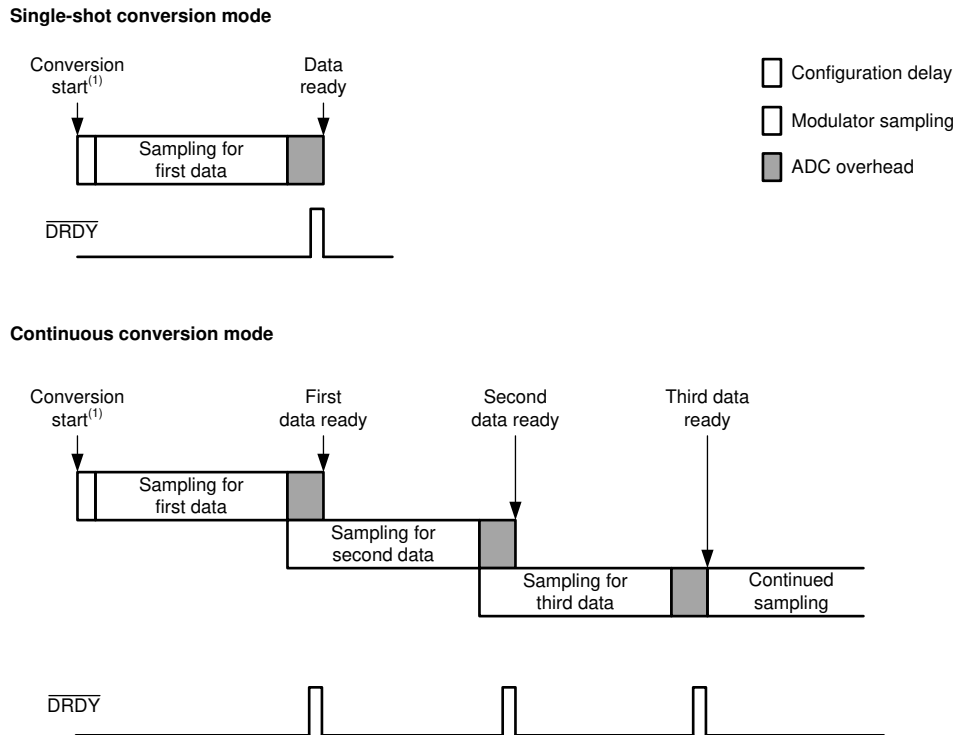 Single-shot conversion mode
Conversion
start(1)
Data
ready
Configuration delay
Modulator sampling
ADC overhead
Sampling for
first data
DRDY
Continuous conversion mode
Conversion
start(1)
First
data ready
Second
data ready
Third data
ready
Sampling for
first data
Sampling for
second data
Sampling for
third data
Continued
sampling
DRDY